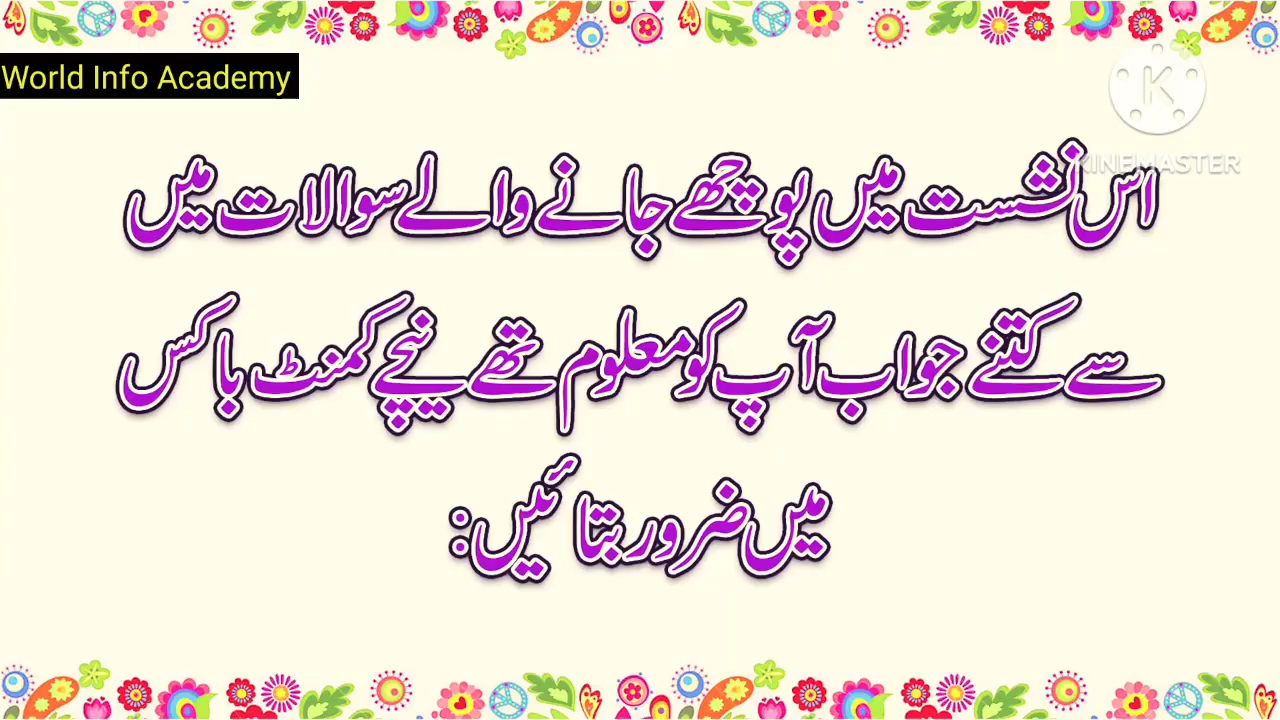 World Info Academy
KINEMASTER
اس نشست میں پوچھے جانے والے سوالات میں
سے کتنے جواب آپ کو معلوم تھے نیچے کمنٹ باکس
میں ضرور بتائیں: